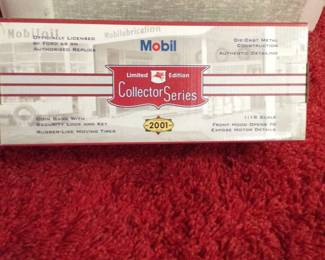 Mobiloil
Mobilubrication
Officially Licensed
by Ford as an
Authorized Replica
Mobil
Die-Cast Metal
Construction
Authentic Detailing
Limited Edition
Collector Series
Coin Bank With
Security Lock and Key
Rubber-Like Moving Tires
2001
1/18 Scale
Front Hood Opens to
Expose Motor Details